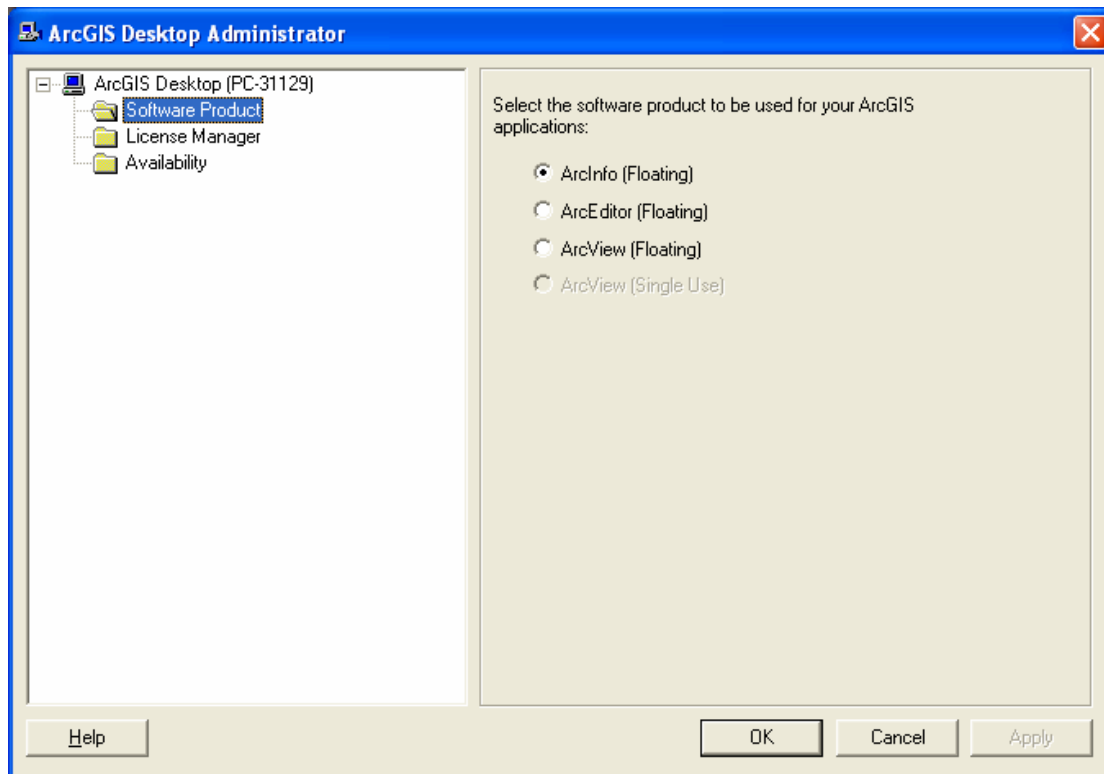 ArcGIS Desktop Administrator
ArcGIS Desktop (PC-31129)
Software Product
License Manager
Availability
Select the software product to be used for your ArcGIS
applications:
ArcInfo (Floating)
ArcEditor (Floating)
ArcView (Floating)
ArcView (Single Use)
Help
OK
Cancel
Apply